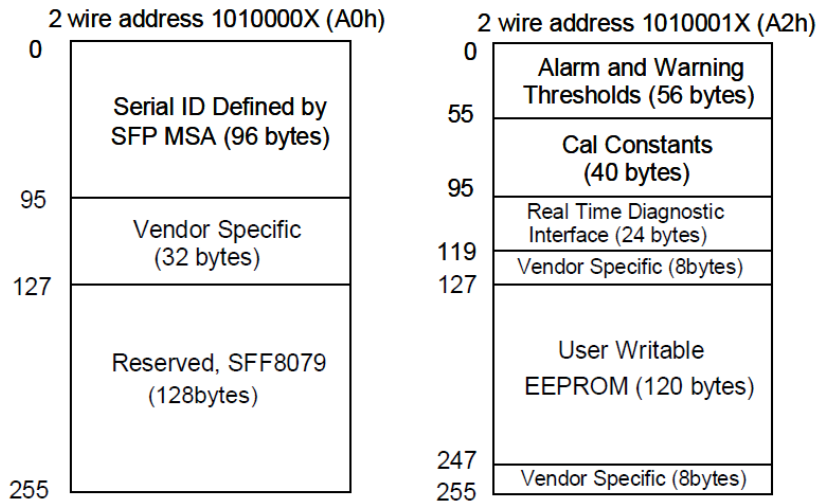 2 wire address 1010000X (A0h)
0
Serial ID Defined by
SFP MSA (96 bytes)
95
Vendor Specific
(32 bytes)
127
Reserved, SFF8079
(128bytes)
255
2 wire address 1010001X (A2h)
0
Alarm and Warning
Thresholds (56 bytes)
55
Cal Constants
(40 bytes)
95
Real Time Diagnostic
Interface (24 bytes)
119
Vendor Specific (8bytes)
127
User Writable
EEPROM (120 bytes)
247
Vendor Specific (8bytes)
255